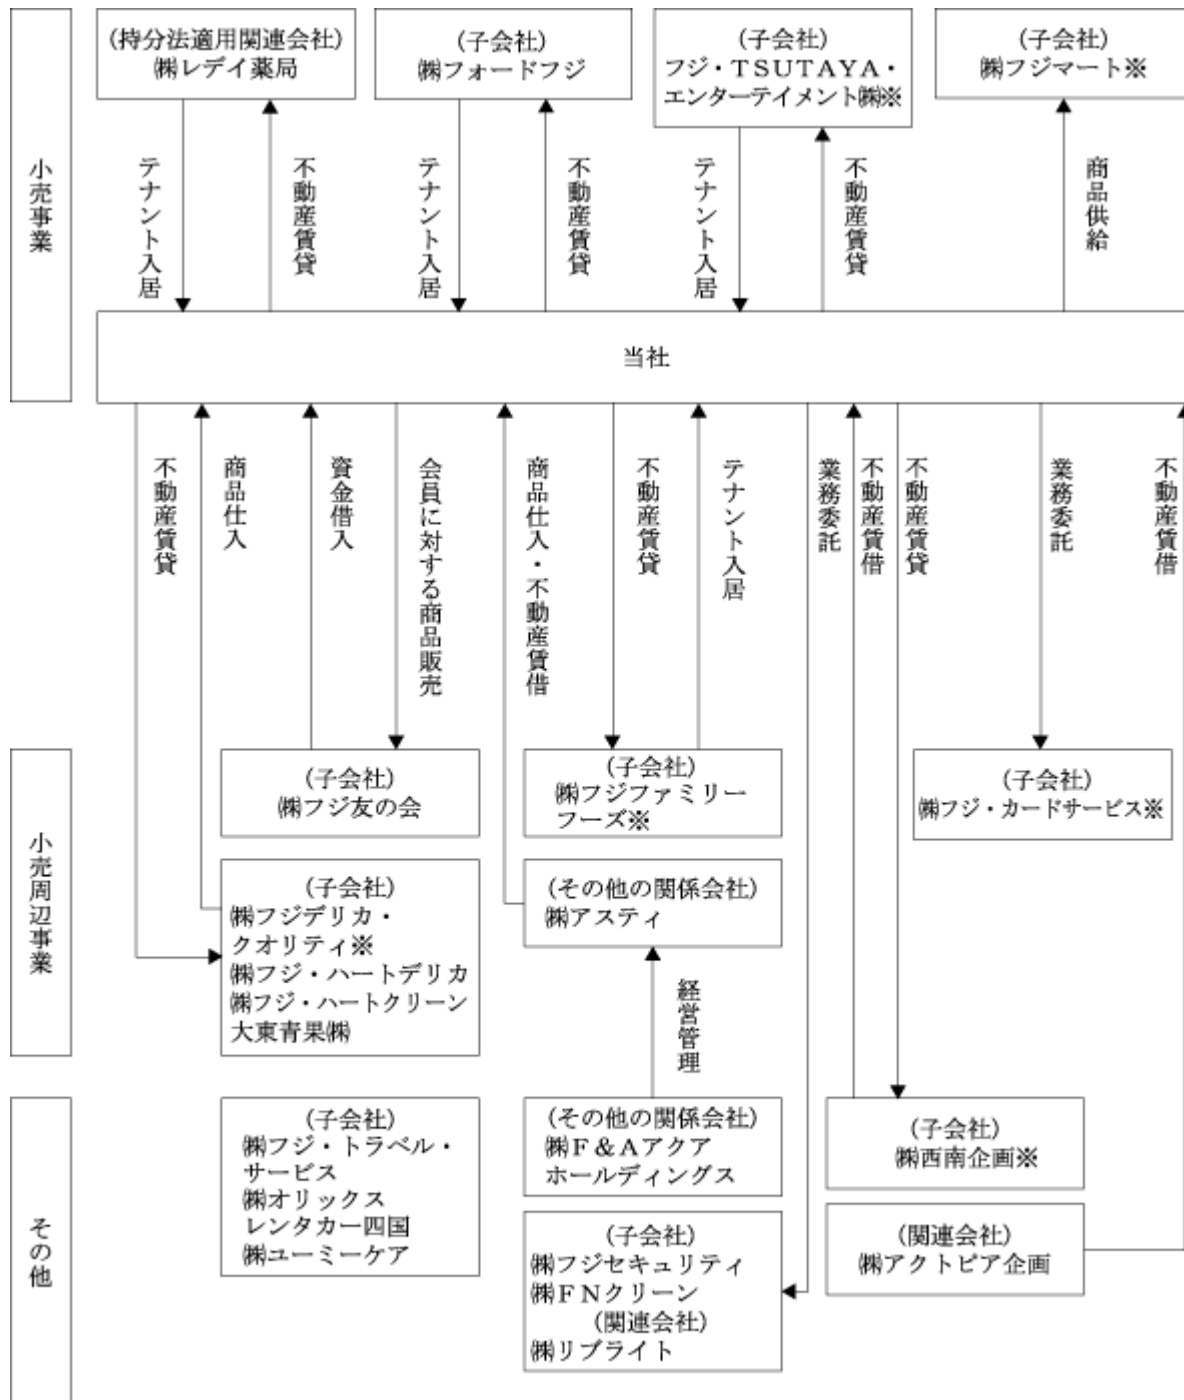 小売事業
(持分法適用関連会社)
㈱レデイ薬局
(子会社)
㈱フォードフジ
(子会社)
フジ・TSUTAYA・
エンターテイメント㈱※
(子会社)
㈱フジマート※
テナント入居
不動産賃貸
テナント入居
不動産賃貸
テナント入居
不動産賃貸
商品供給
当社
不動産賃貸
商品仕入
資金借入
会員に対する商品販売
商品仕入・不動産賃借
不動産賃貸
テナント入居
業務委託
不動産賃借
不動産賃貸
業務委託
不動産賃借
小売周辺事業
(子会社)
㈱フジ友の会
(子会社)
㈱フジファミリー
フーズ※
(子会社)
㈱フジ・カードサービス※
(子会社)
㈱フジデリカ・
クオリティ※
㈱フジ・ハートデリカ
㈱フジ・ハートクリーン
大東青果㈱
(その他の関係会社)
㈱アスティ
経営管理
その他
(子会社)
㈱フジ・トラベル・
サービス
㈱オリックス
レンタカー四国
㈱ユーミーケア
(その他の関係会社)
㈱F&Aアクア
ホールディングス
(子会社)
㈱フジセキュリティ
㈱FNクリーン
(関連会社)
㈱リブライト
(子会社)
㈱西南企画※
(関連会社)
㈱アクトピア企画